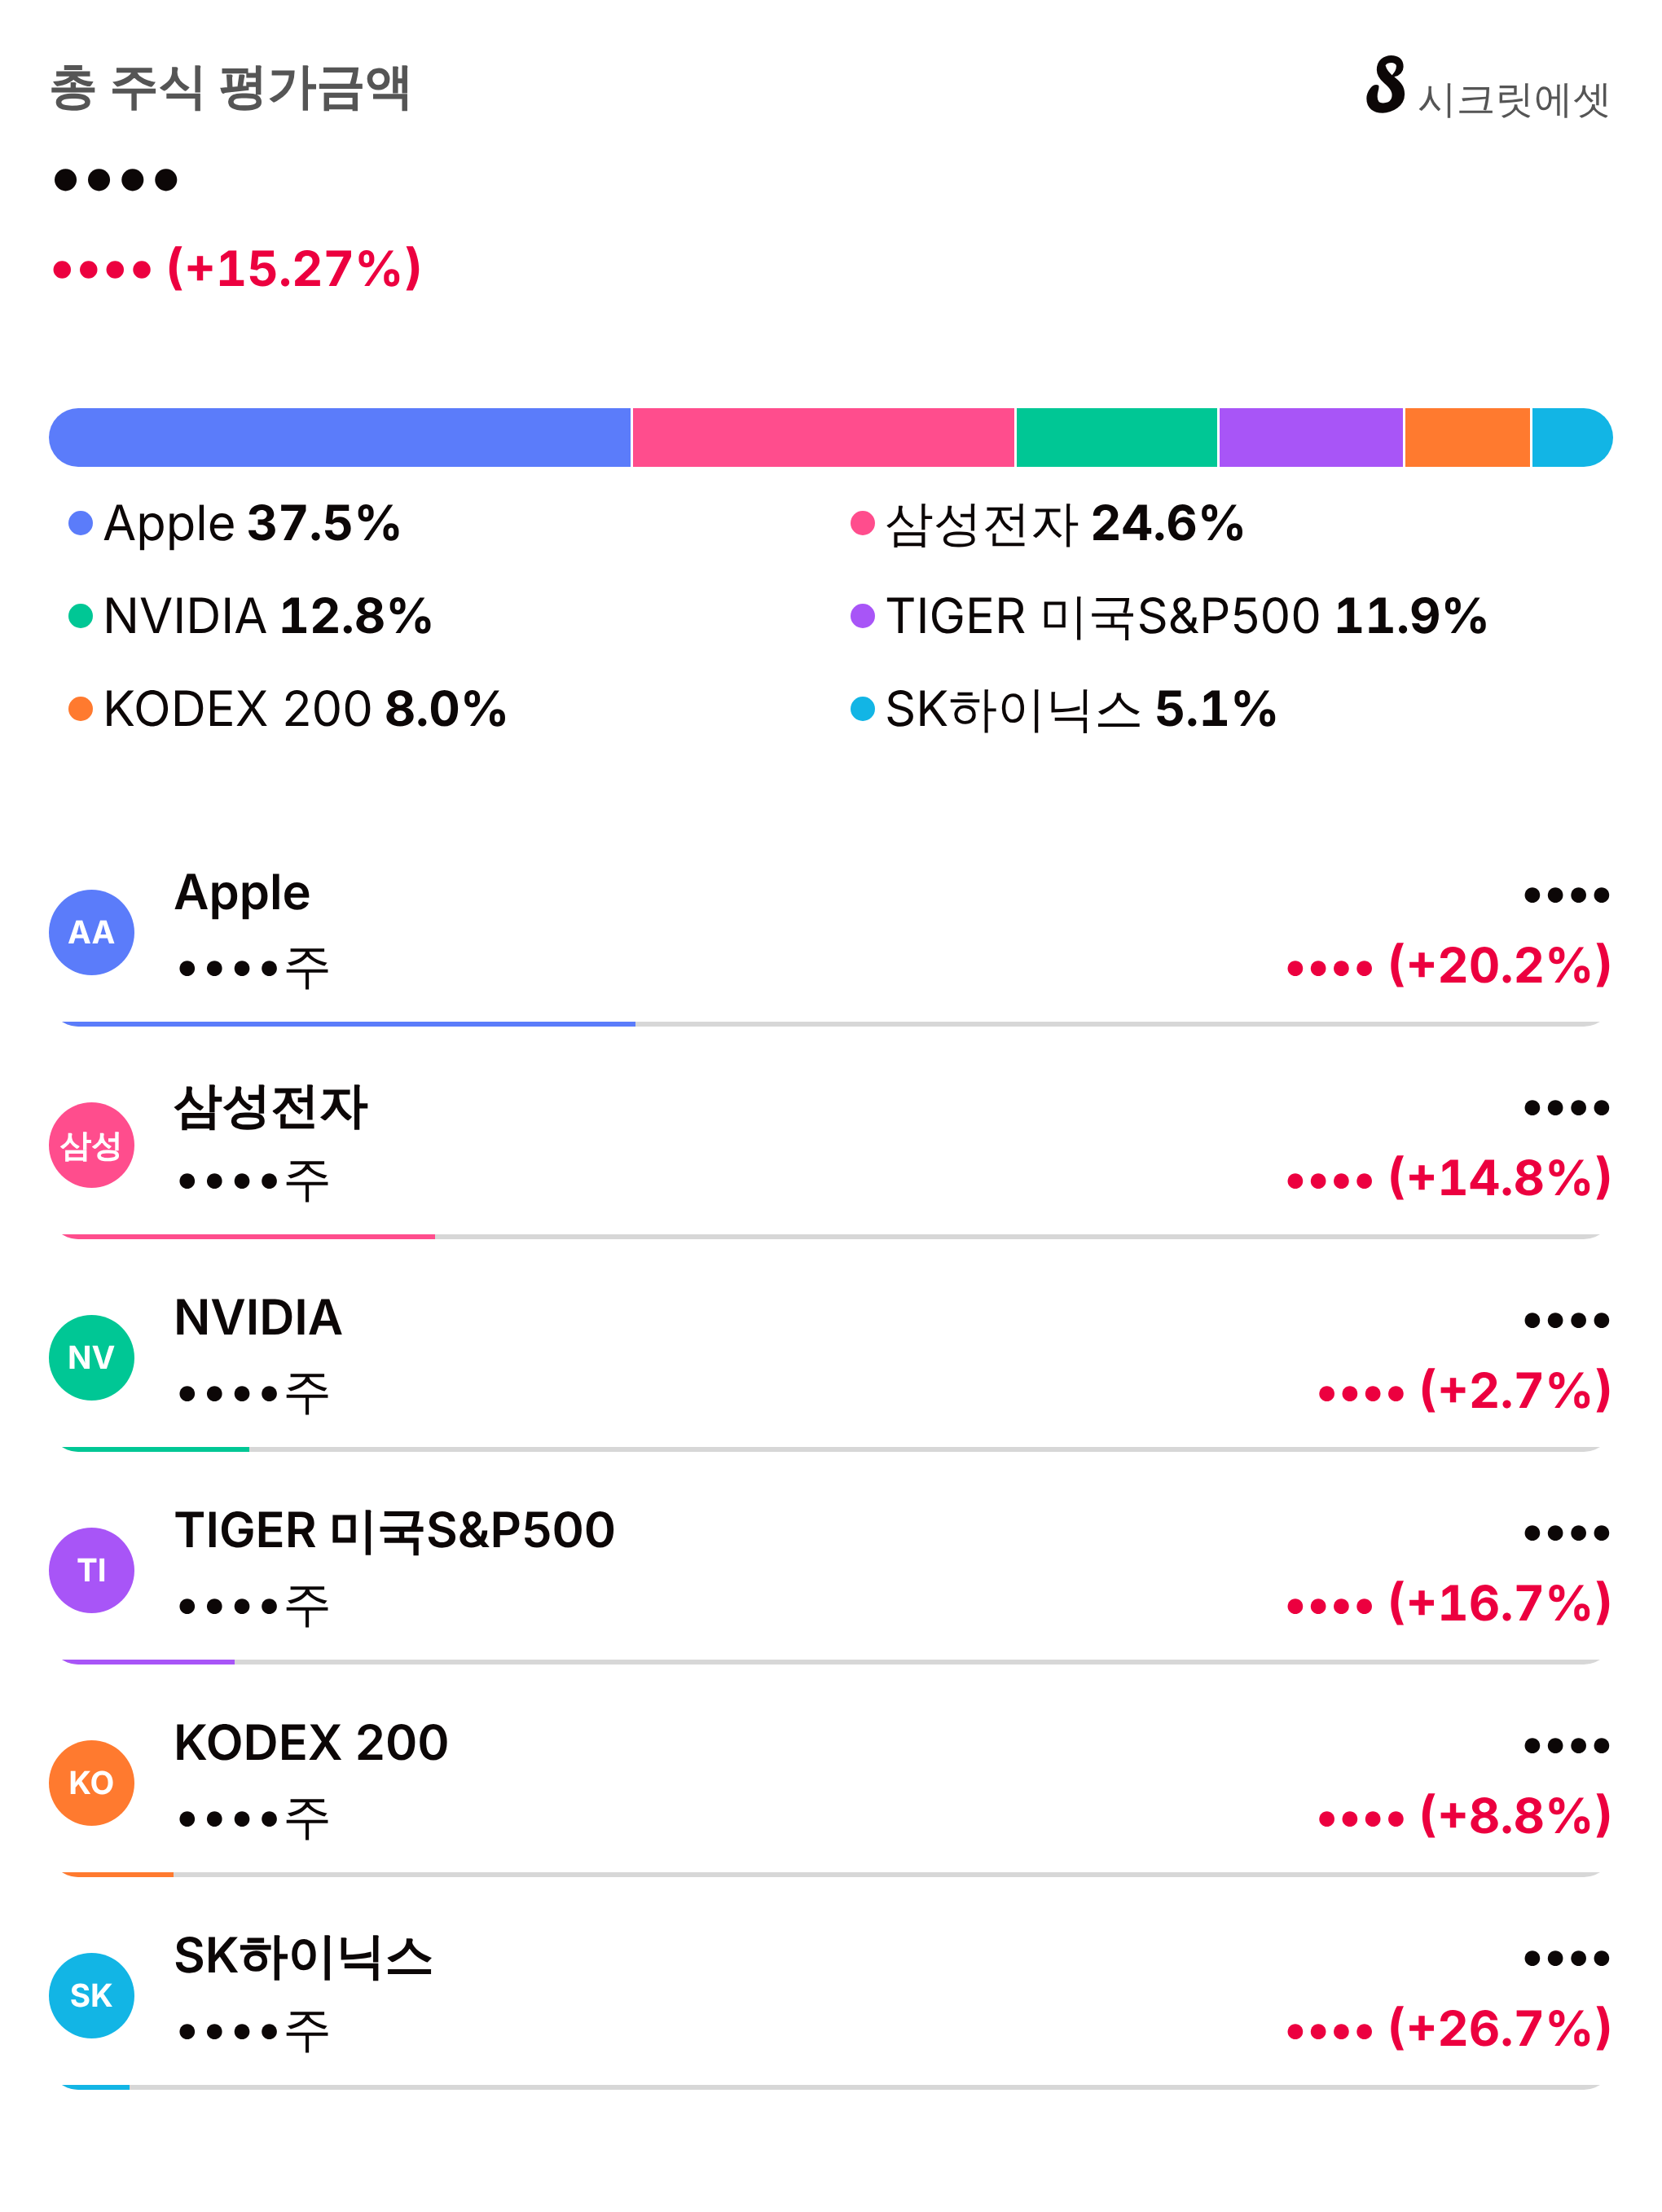 총 주식 평가금액
S 시크릿에셋
••••
•••• (+15.27%)
Apple 37.5%
삼성전자 24.6%
NVIDIA 12.8%
TIGER 미국S&P500 11.9%
KODEX 200 8.0%
SK하이닉스 5.1%
AA
Apple
••••
••••주
•••• (+20.2%)
삼성
삼성전자
••••
••••주
•••• (+14.8%)
NV
NVIDIA
••••
••••주
•••• (+2.7%)
TI
TIGER 미국S&P500
••••
••••주
•••• (+16.7%)
KO
KODEX 200
••••
••••주
•••• (+8.8%)
SK
SK하이닉스
••••
••••주
•••• (+26.7%)